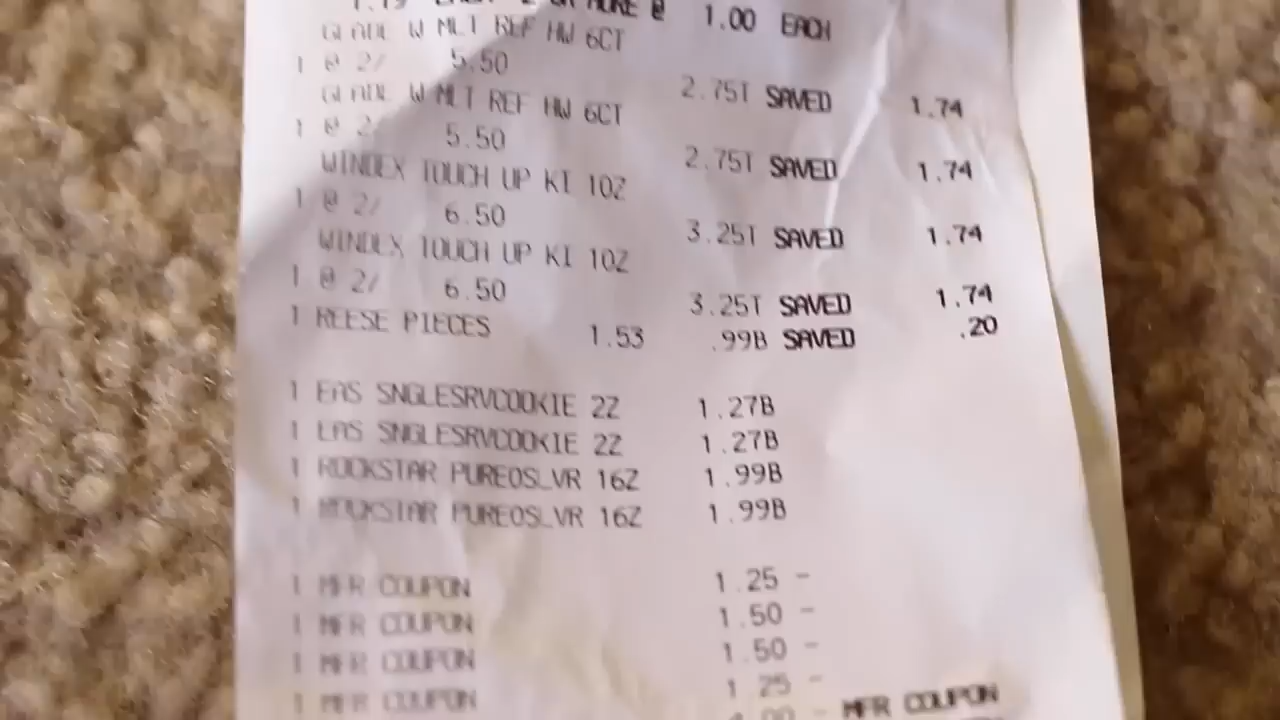 1.00 EACH
GLADE W MLT REF HW 6CT
1 @ 2/ 5.50 2.75T SAVED 1.74
GLADE W MLT REF HW 6CT
1 @ 2/ 5.50 2.75T SAVED 1.74
WINDEX TOUCH UP KI 10Z
1 @ 2/ 6.50 3.25T SAVED 1.74
WINDEX TOUCH UP KI 10Z
1 @ 2/ 6.50 3.25T SAVED 1.74
1 REESE PIECES 1.53 .99B SAVED .20
1 EAS SNGLESRVCOOKIE 2Z 1.27B
1 EAS SNGLESRVCOOKIE 2Z 1.27B
1 ROCKSTAR PUREOSLVR 16Z 1.99B
1 ROCKSTAR PUREOSLVR 16Z 1.99B
1 MFR COUPON 1.25 -
1 MFR COUPON 1.50 -
1 MFR COUPON 1.50 -
1 MFR COUPON 1.25 -
MFR COUPON